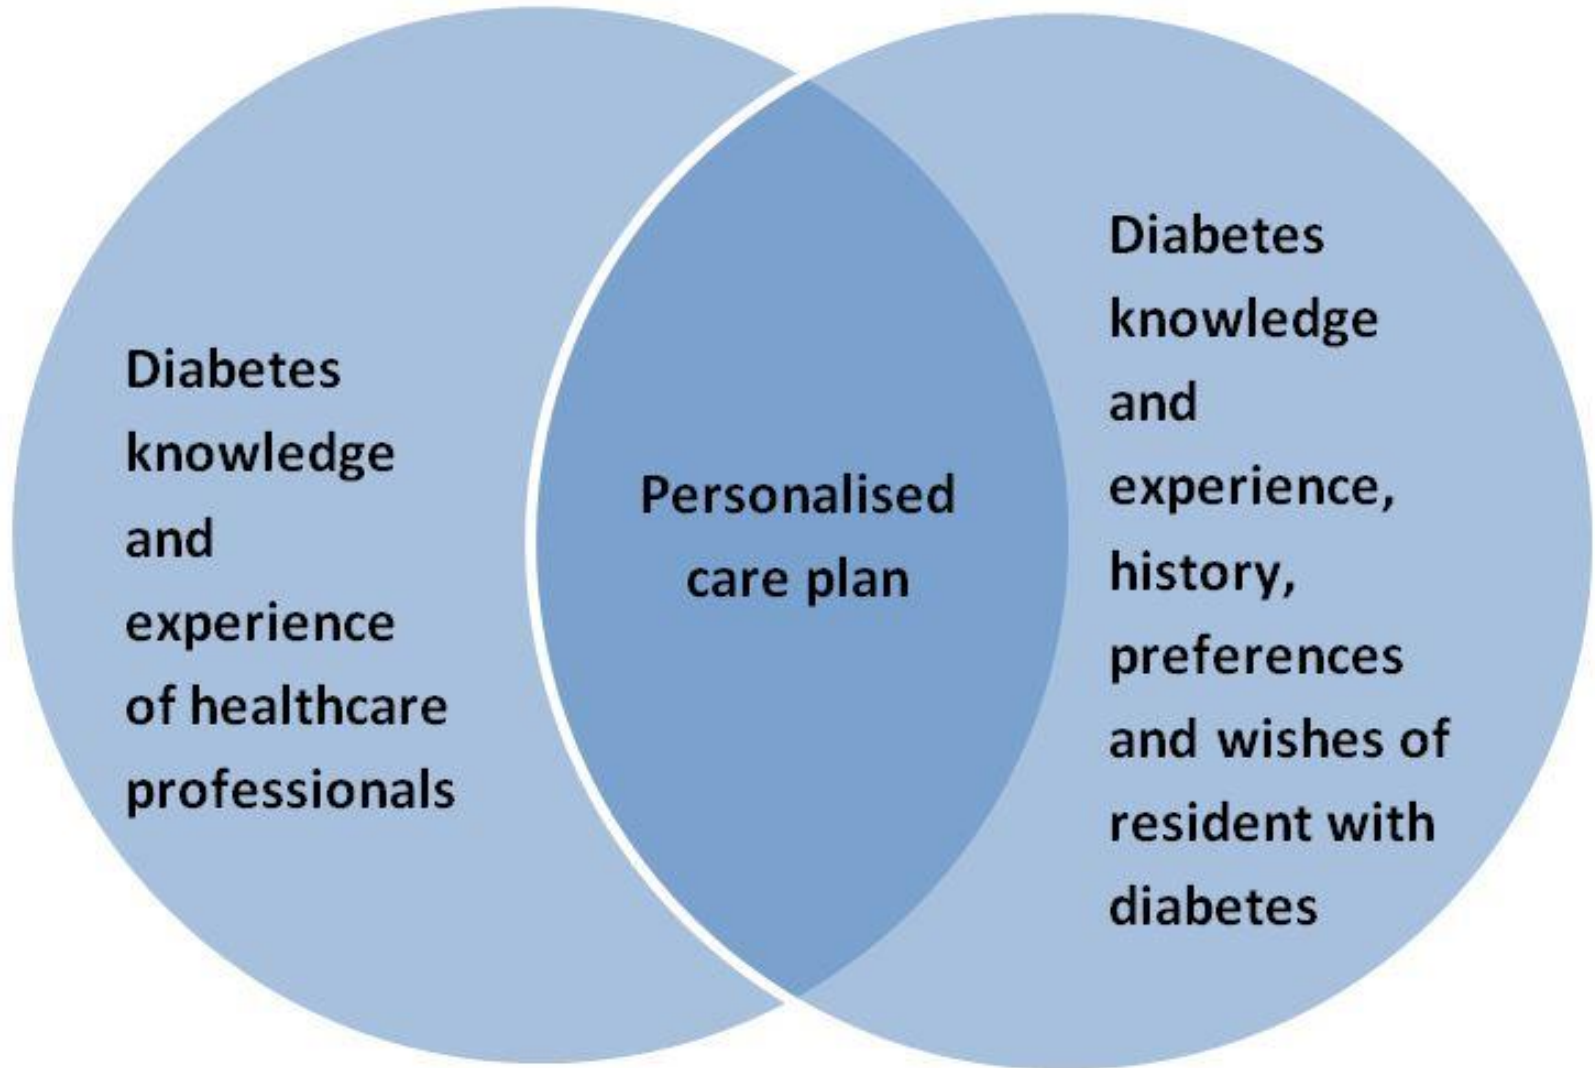 Diabetes
knowledge
and
experience
of healthcare
professionals
Personalised
care plan
Diabetes
knowledge
and
experience,
history,
preferences
and wishes of
resident with
diabetes